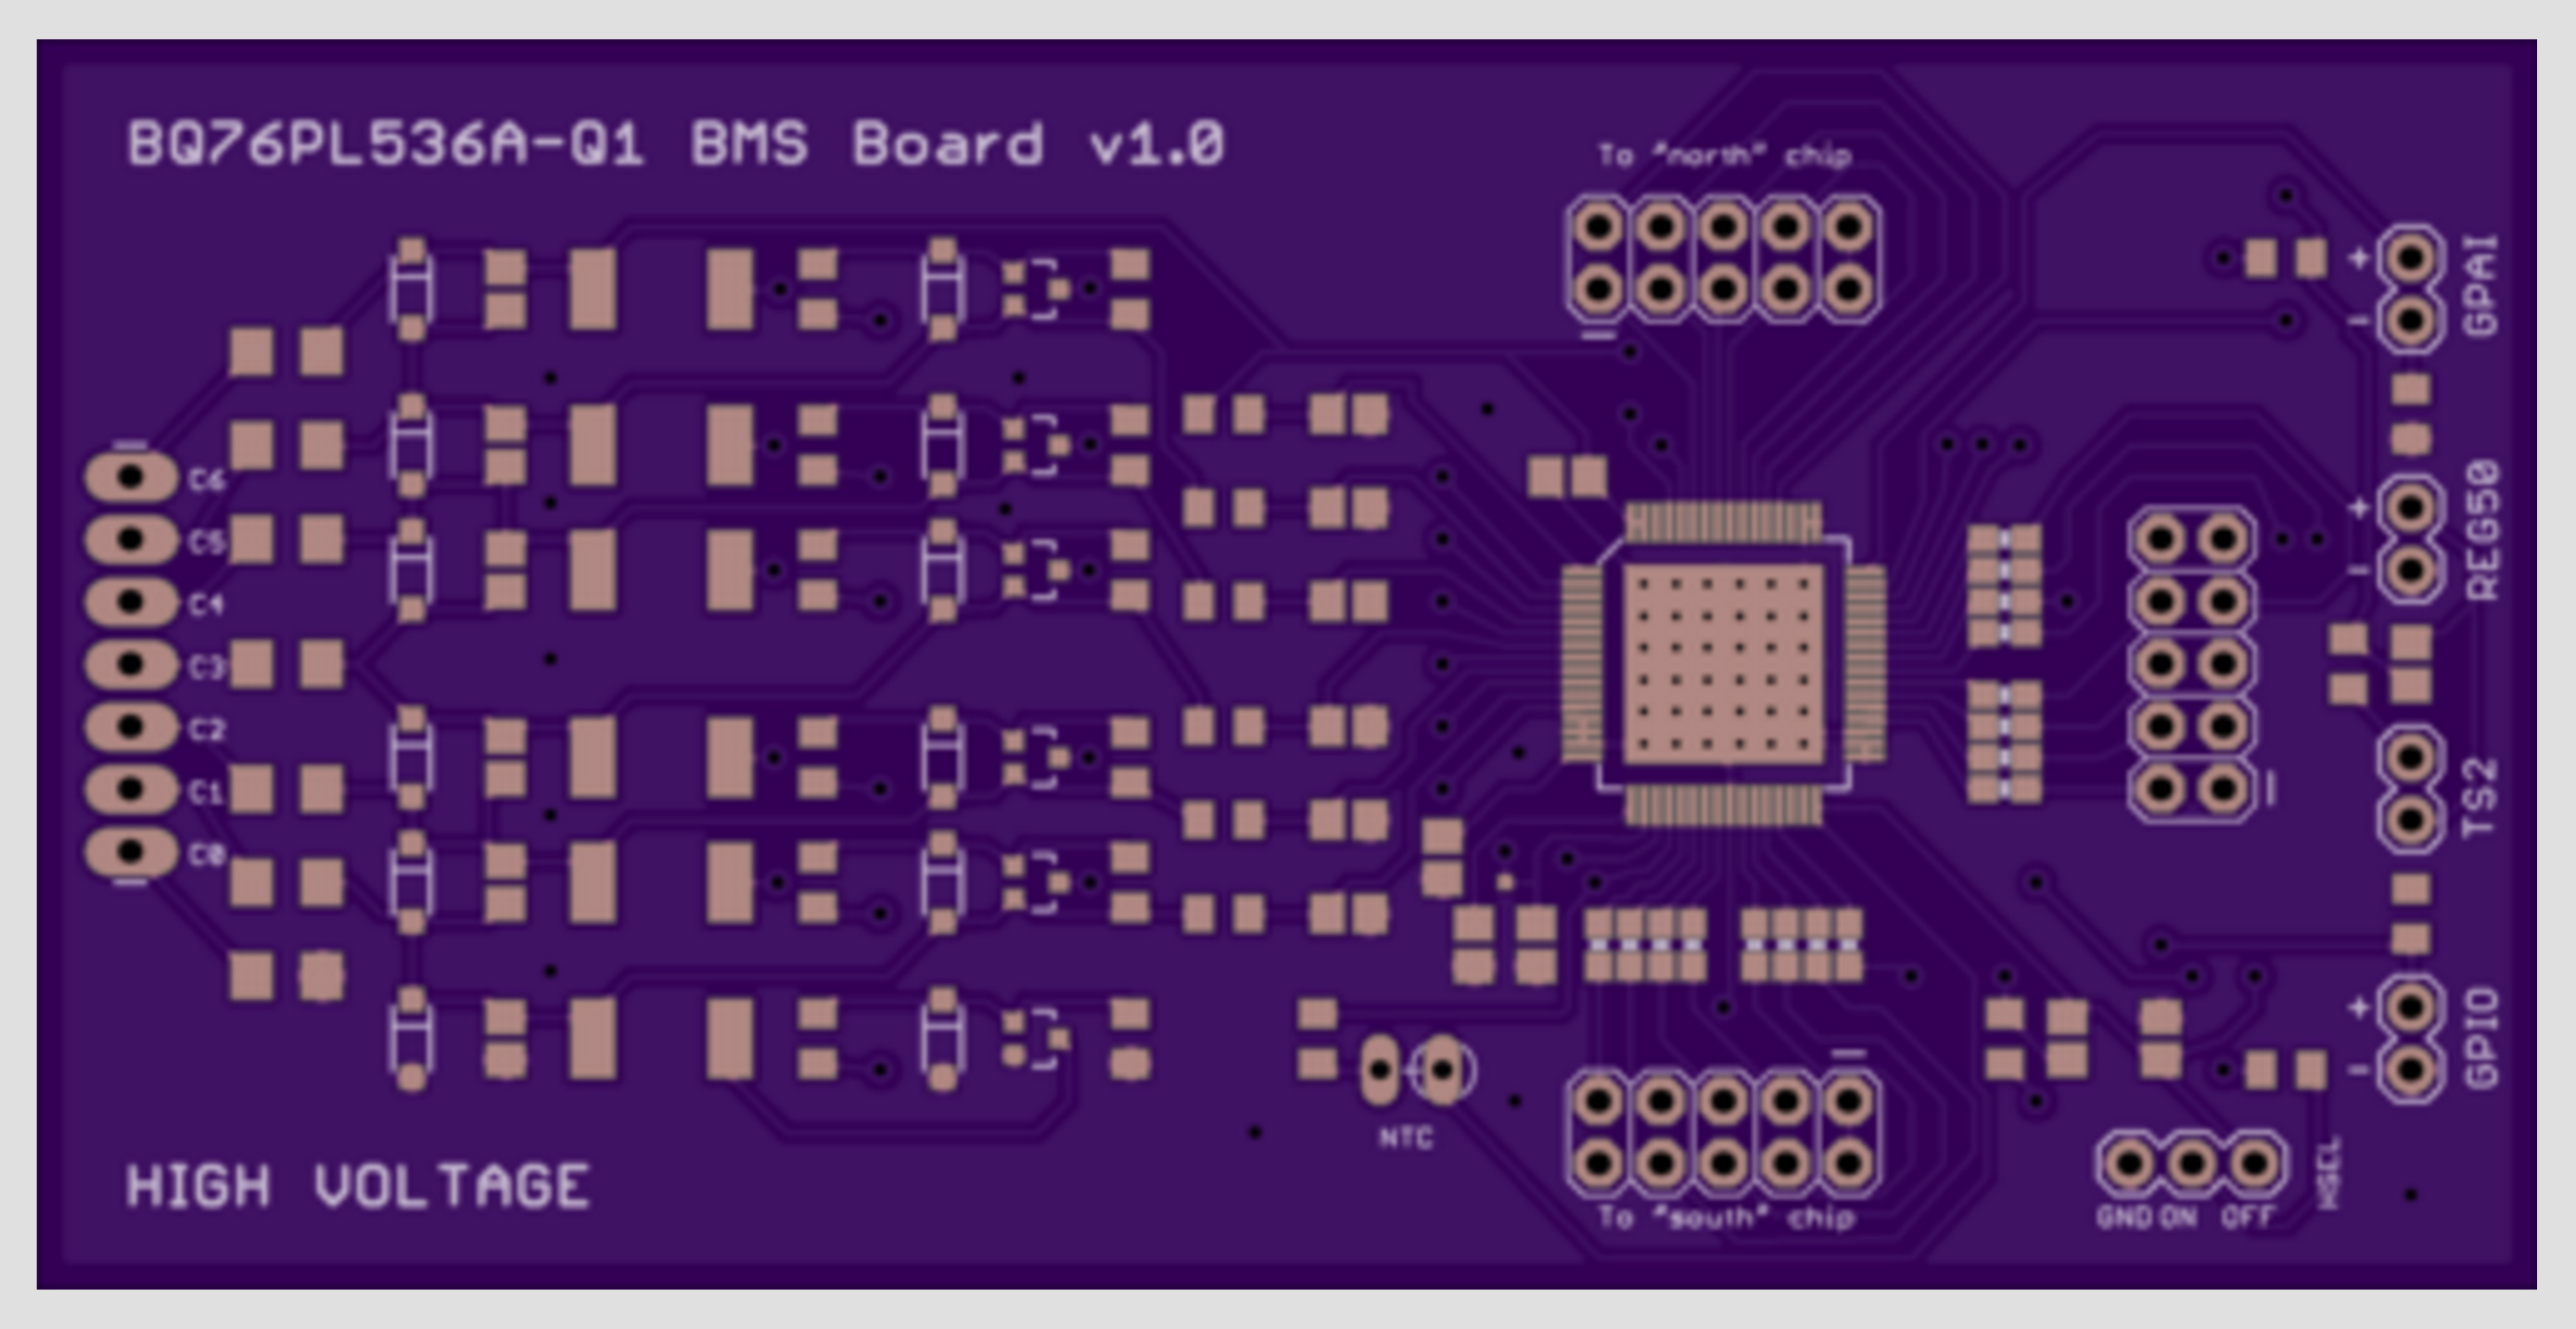 BQ76PL536A-Q1 BMS Board v1.0
To "north" chip
+
-
GPAI
C6
C5
C4
C3
C2
C1
C0
+
-
REG50
TS2
+
-
GPIO
NTC
HIGH VOLTAGE
To "south" chip
GND ON OFF
HSEL